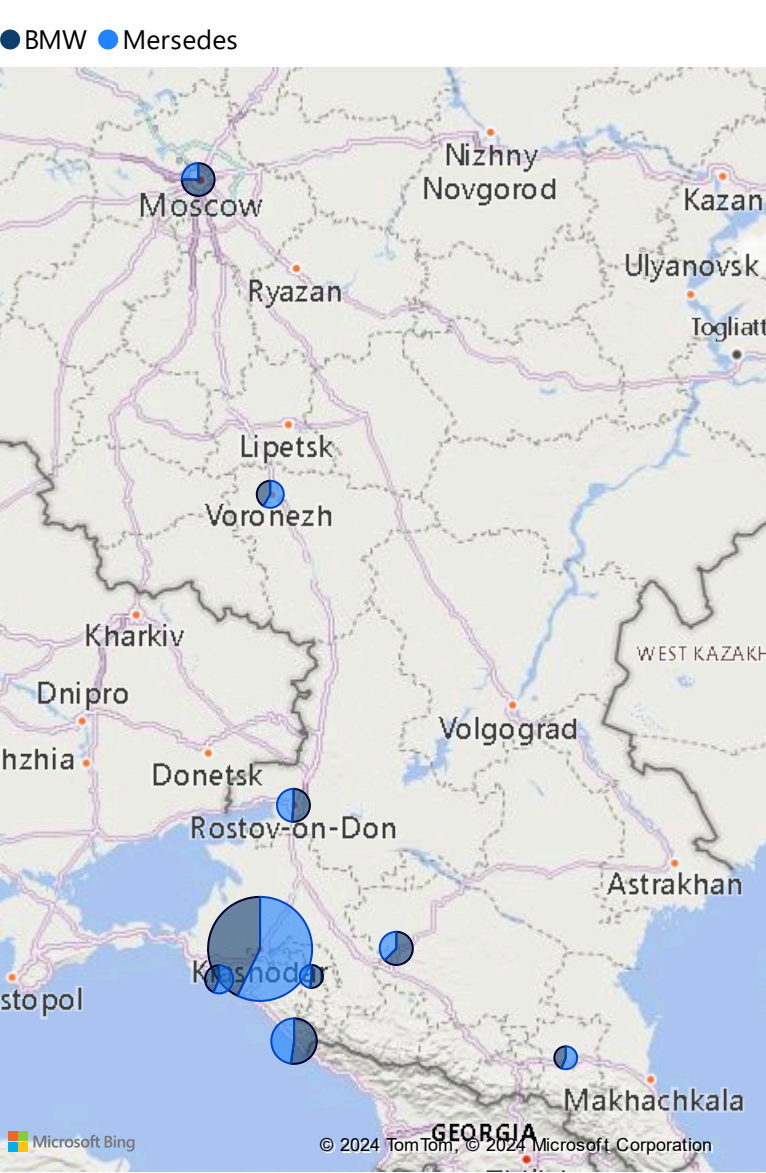 BMW Mersedes
Nizhny
Novgorod
Moscow
Kazan
Ulyanovsk
Ryazan
Togliatt
Lipetsk
Voronezh
Kharkiv
WEST KAZAKH
Dnipro
Volgograd
hzhia
Donetsk
Rostov-on-Don
Astrakhan
Krasnodar
stopol
Makhachkala
GEORGIA
Microsoft Bing
© 2024 TomTom, © 2024 Microsoft Corporation